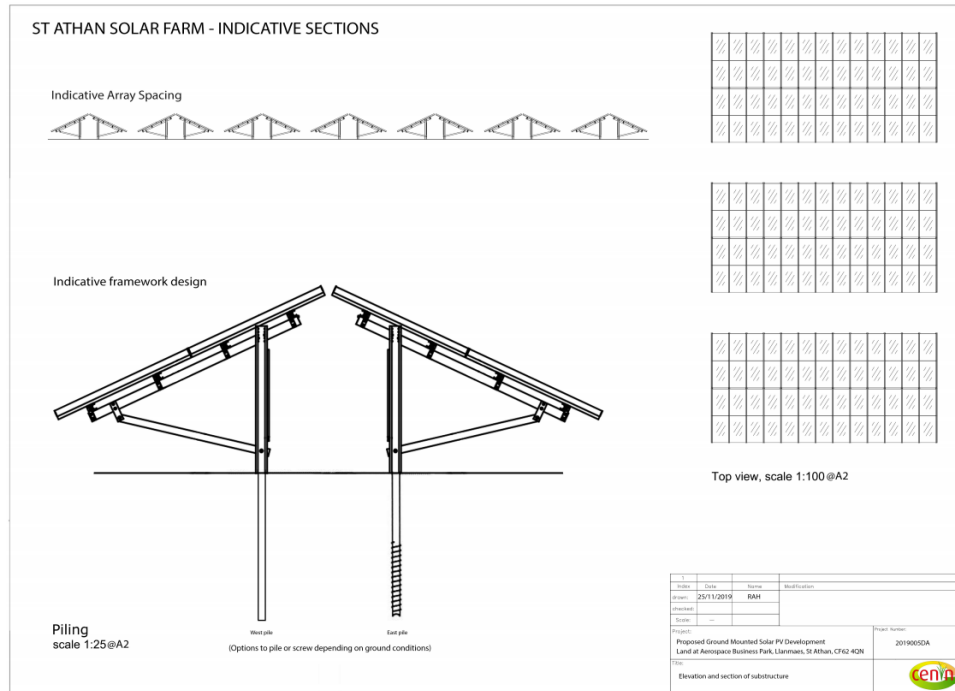 ST ATHAN SOLAR FARM - INDICATIVE SECTIONS
Indicative Array Spacing
Indicative framework design
Top view, scale 1:100@A2
Piling
scale 1:25@A2
West pile
East pile
(Options to pile or screw depending on ground conditions)
1
Index Date Name Modification
drawn: 25/11/2019 RAH
checked:
Scale: —
Project: Project Number:
Proposed Ground Mounted Solar PV Development
Land at Aerospace Business Park, Llanmaes, St Athan, CF62 4QN
2019005DA
Title:
Elevation and section of substructure
cenin